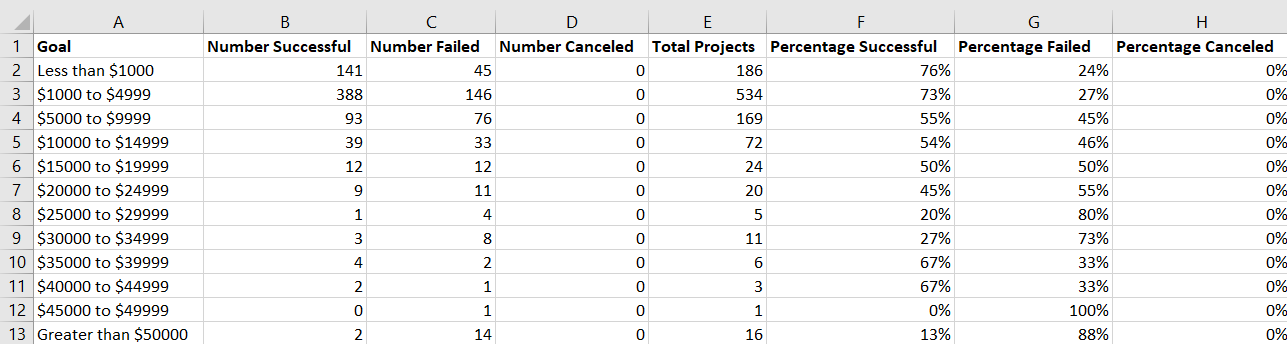 A B C D E F G H
1 Goal Number Successful Number Failed Number Canceled Total Projects Percentage Successful Percentage Failed Percentage Canceled
2 Less than $1000 141 45 0 186 76% 24% 0%
3 $1000 to $4999 388 146 0 534 73% 27% 0%
4 $5000 to $9999 93 76 0 169 55% 45% 0%
5 $10000 to $14999 39 33 0 72 54% 46% 0%
6 $15000 to $19999 12 12 0 24 50% 50% 0%
7 $20000 to $24999 9 11 0 20 45% 55% 0%
8 $25000 to $29999 1 4 0 5 20% 80% 0%
9 $30000 to $34999 3 8 0 11 27% 73% 0%
10 $35000 to $39999 4 2 0 6 67% 33% 0%
11 $40000 to $44999 2 1 0 3 67% 33% 0%
12 $45000 to $49999 0 1 0 1 0% 100% 0%
13 Greater than $50000 2 14 0 16 13% 88% 0%